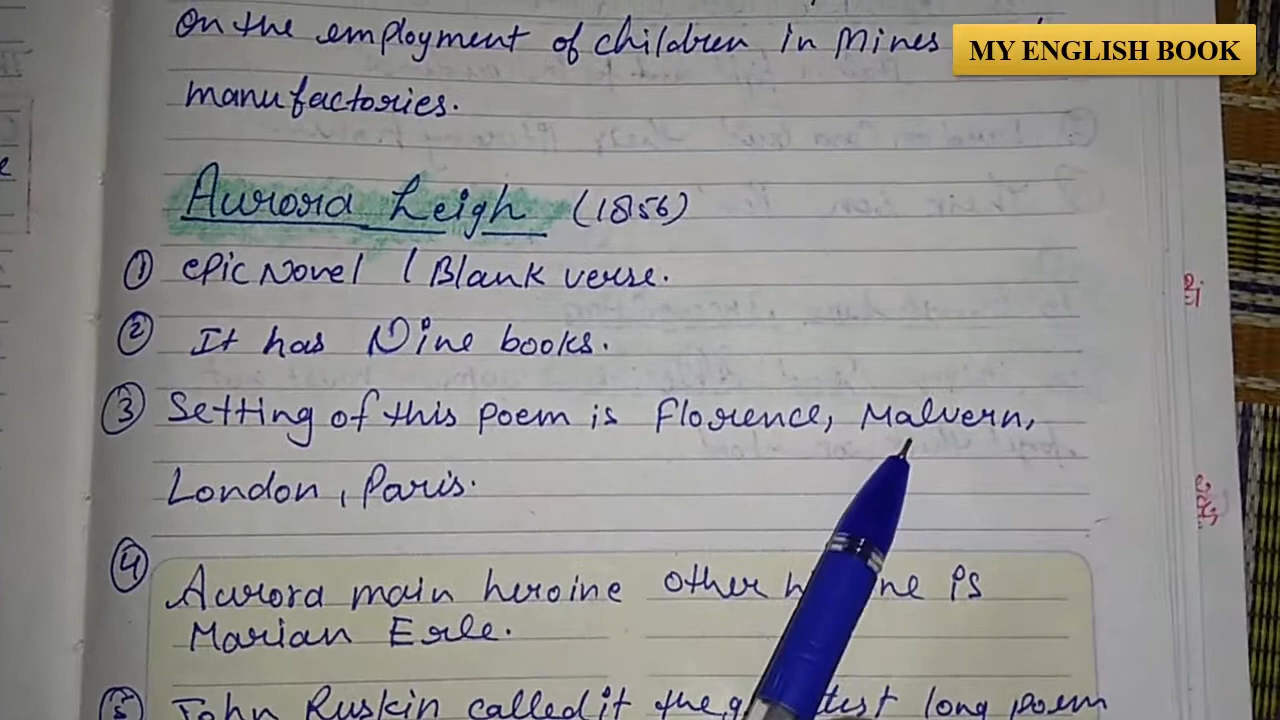 On the employment of children in Mines
MY ENGLISH BOOK
manufactories.
Aurora Leigh (1856)
① epic Novel / Blank verse.
② It has Nine books.
③ Setting of this poem is Florence, Malvern,
London, Paris.
④ Aurora main heroine other is
Marian Erle.
⑤ John Ruskin called it the long poem